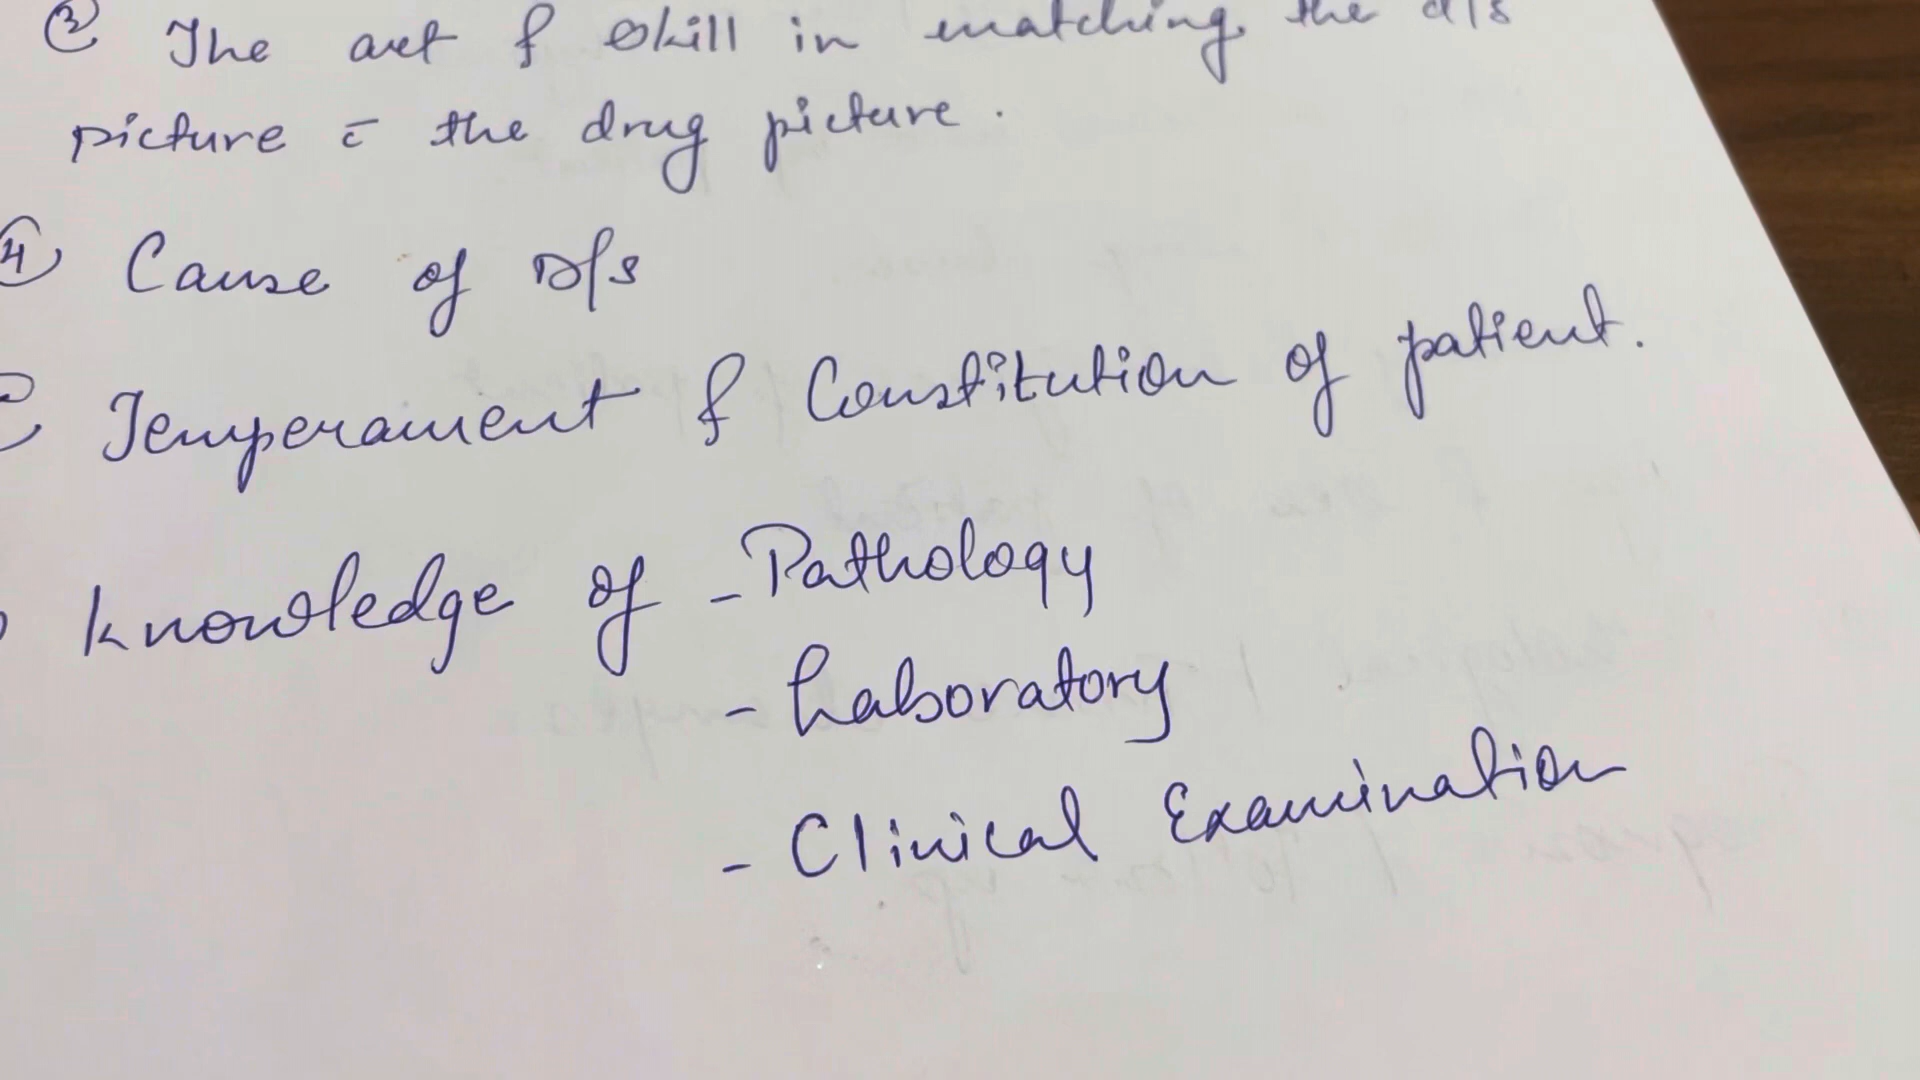 ③ The art & skill in matching the d/s
picture c̄ the drug picture.
④ Cause of D/s
Temperament & Constitution of patient.
knowledge of - Pathology
- Laboratory
- Clinical Examination